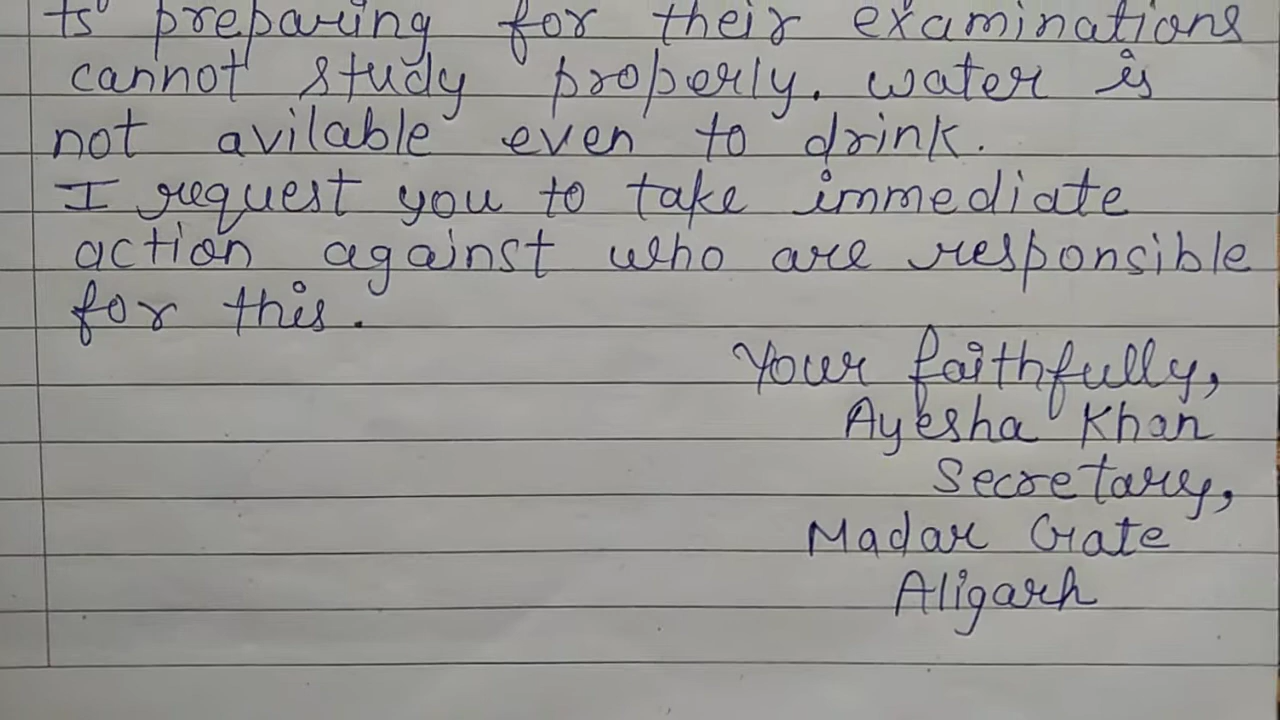 ts preparing for their examinations
cannot study properly. water is
not avilable even to drink.
I request you to take immediate
action against who are responsible
for this.
Your faithfully,
Ayesha Khan
Secretary,
Madar Gate
Aligarh